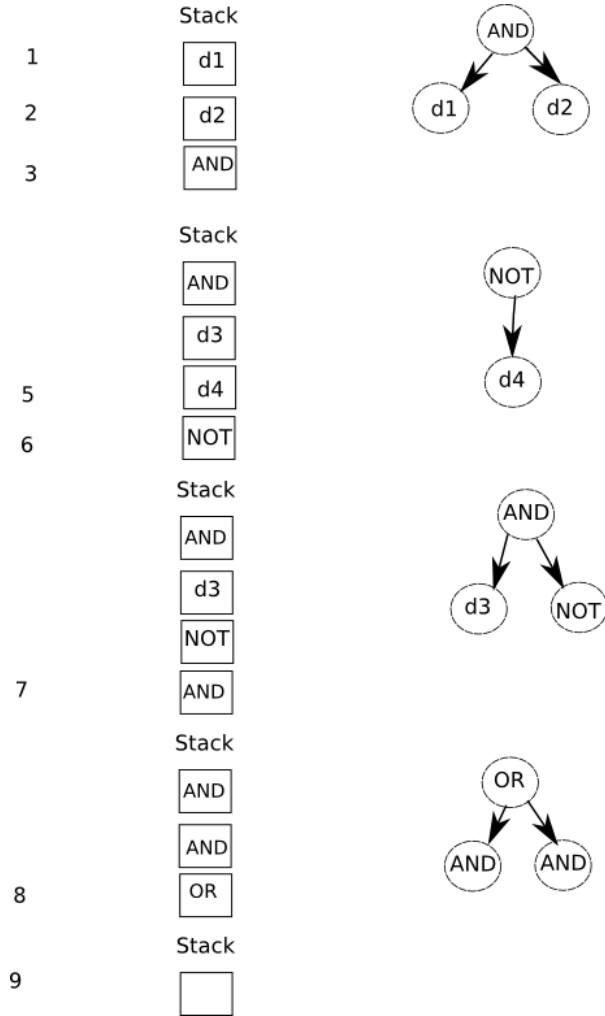 Stack
AND
1 d1
d1 d2
2 d2
3 AND
Stack
AND NOT
d3
5 d4 d4
6 NOT
Stack
AND AND
d3 d3 NOT
NOT
7 AND
Stack
AND OR
AND AND AND
8 OR
Stack
9